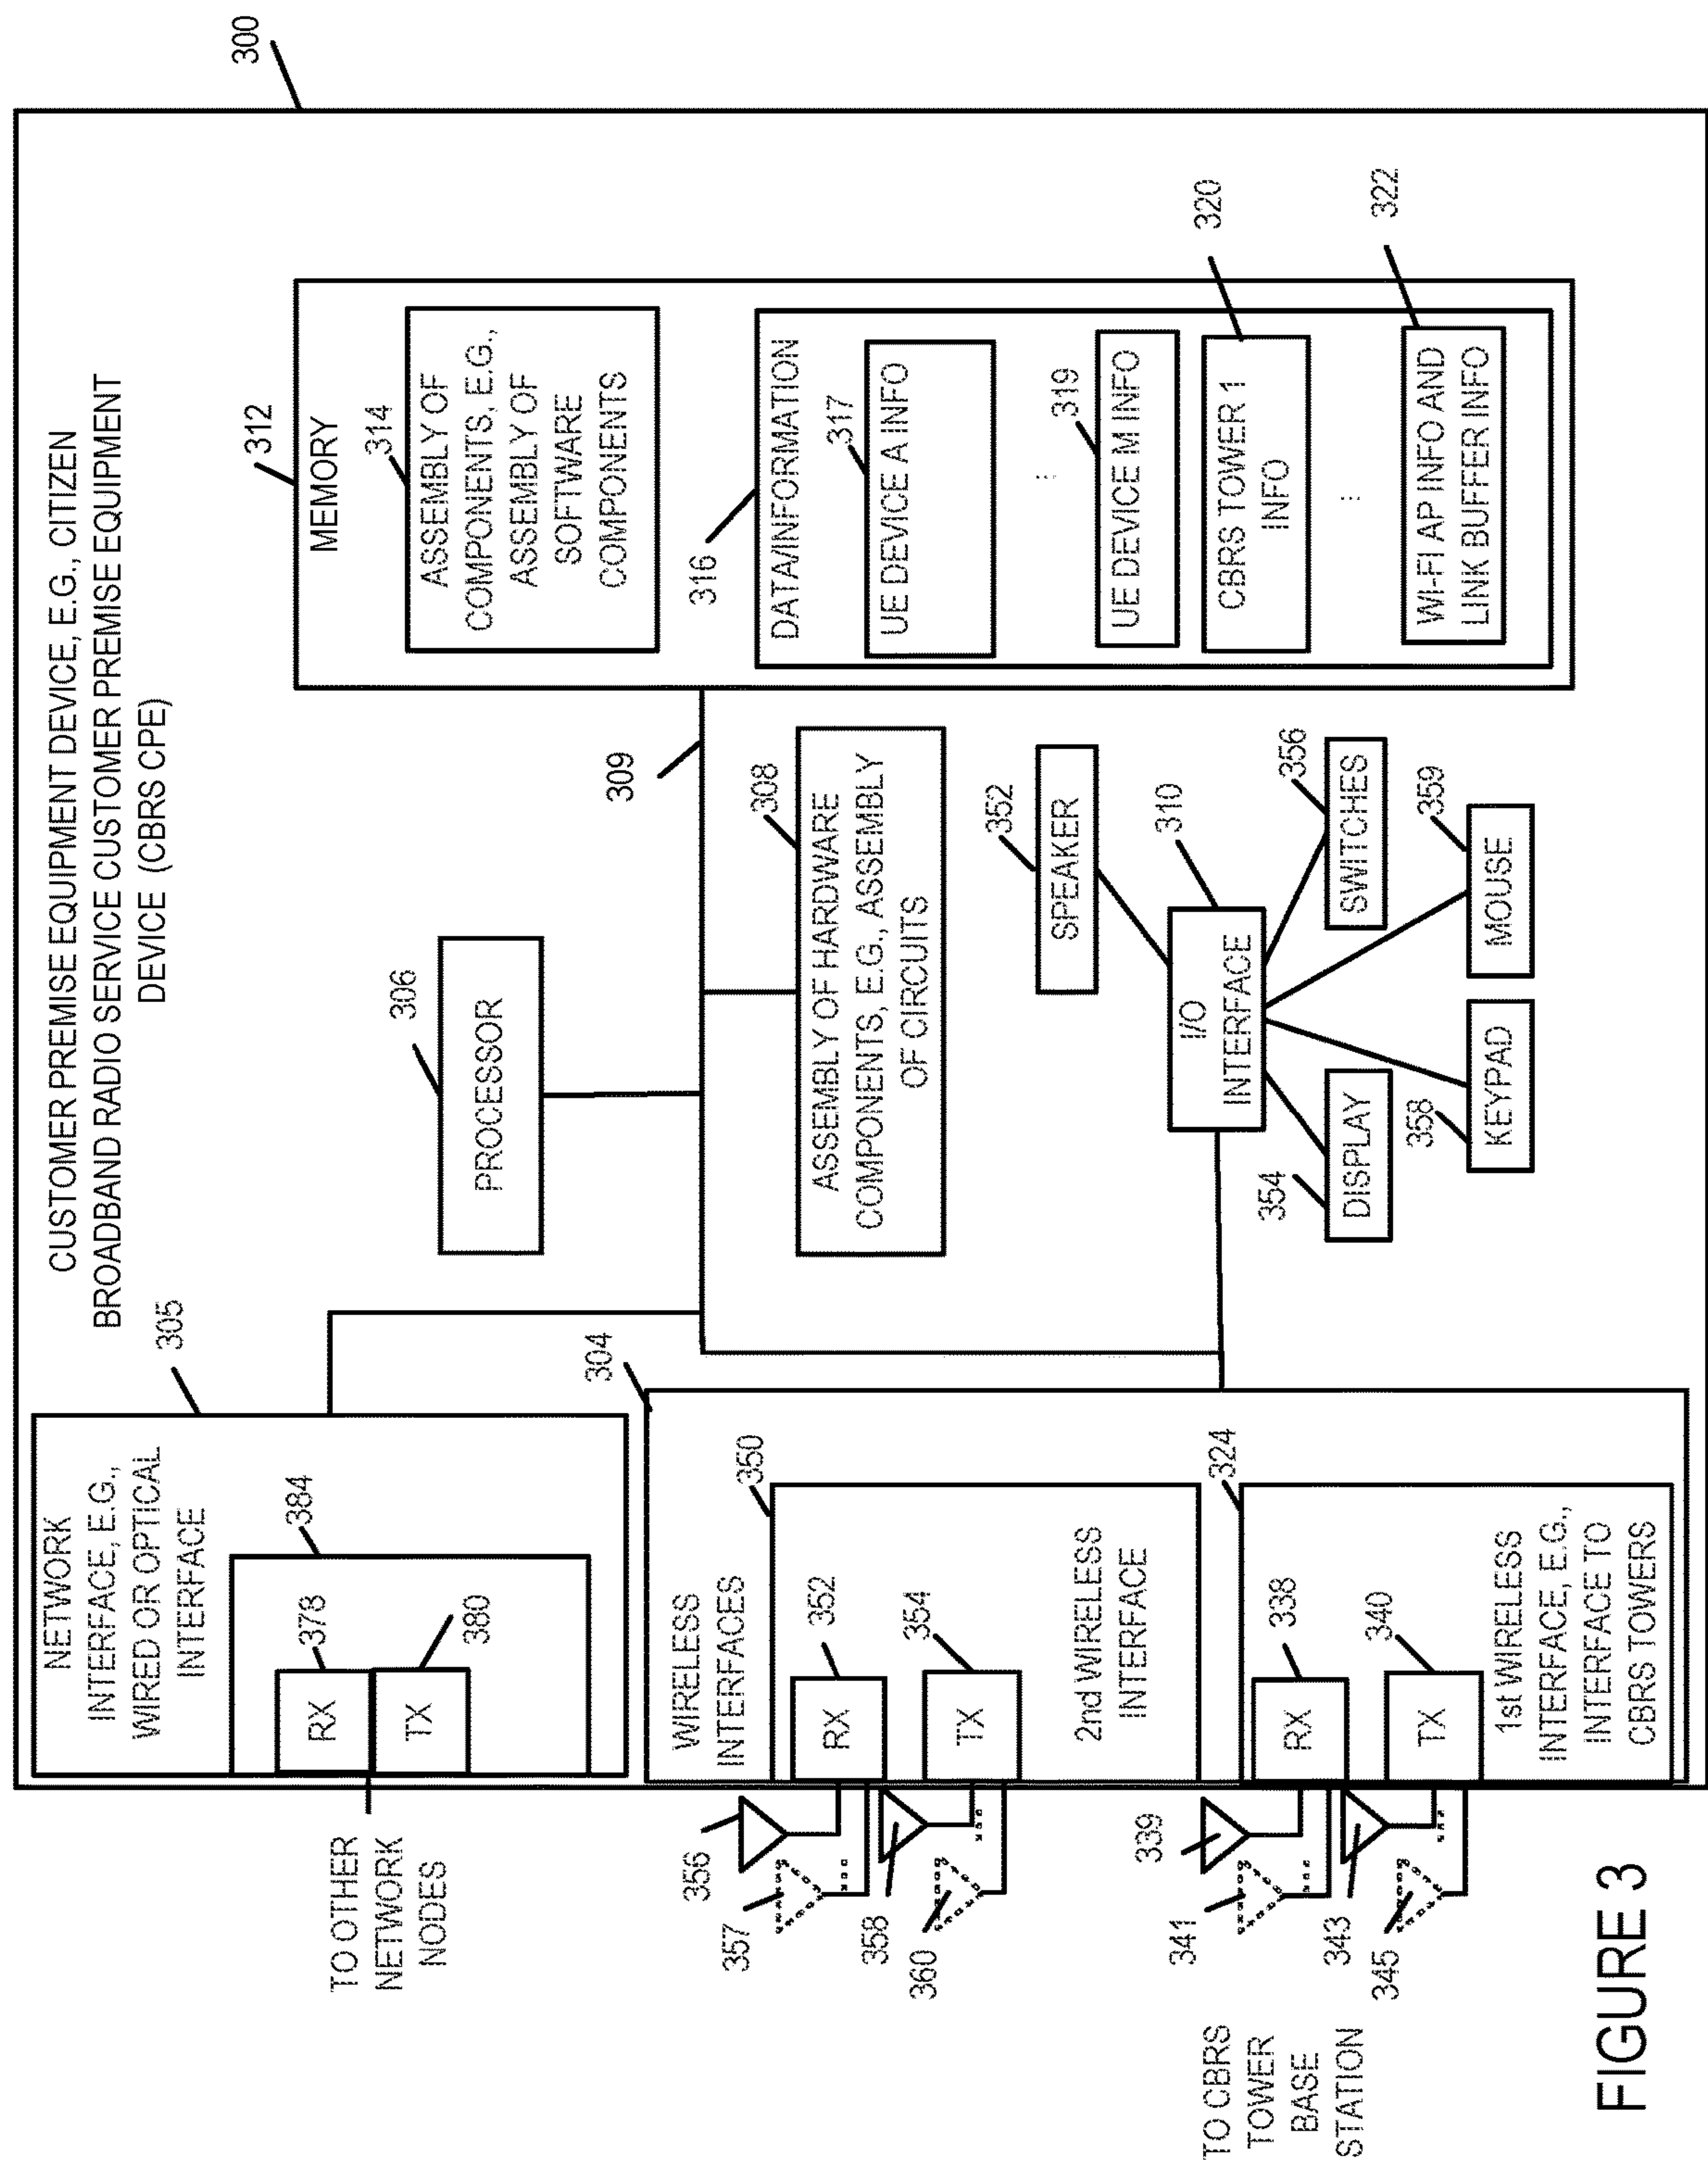 CUSTOMER PREMISE EQUIPMENT DEVICE, E.G., CITIZEN
BROADBAND RADIO SERVICE CUSTOMER PREMISE EQUIPMENT
DEVICE (CBRS CPE)
300
305
NETWORK
INTERFACE, E.G.,
WIRED OR OPTICAL
INTERFACE
384
378
RX
380
TX
TO OTHER
NETWORK
NODES
304
WIRELESS
INTERFACES
350
352
RX
354
TX
2nd WIRELESS
INTERFACE
356
357
358
360
324
338
RX
340
TX
1st WIRELESS
INTERFACE, E.G.,
INTERFACE TO
CBRS TOWERS
339
341
343
345
TO CBRS
TOWER
BASE
STATION
306
PROCESSOR
309
308
ASSEMBLY OF HARDWARE
COMPONENTS, E.G., ASSEMBLY
OF CIRCUITS
352
SPEAKER
310
I/O
INTERFACE
356
SWITCHES
359
MOUSE
354
DISPLAY
358
KEYPAD
312
MEMORY
314
ASSEMBLY OF
COMPONENTS, E.G.,
ASSEMBLY OF
SOFTWARE
COMPONENTS
316
DATA/INFORMATION
317
UE DEVICE A INFO
...
319
UE DEVICE M INFO
320
CBRS TOWER 1
INFO
...
322
WI-FI AP INFO AND
LINK BUFFER INFO
FIGURE 3